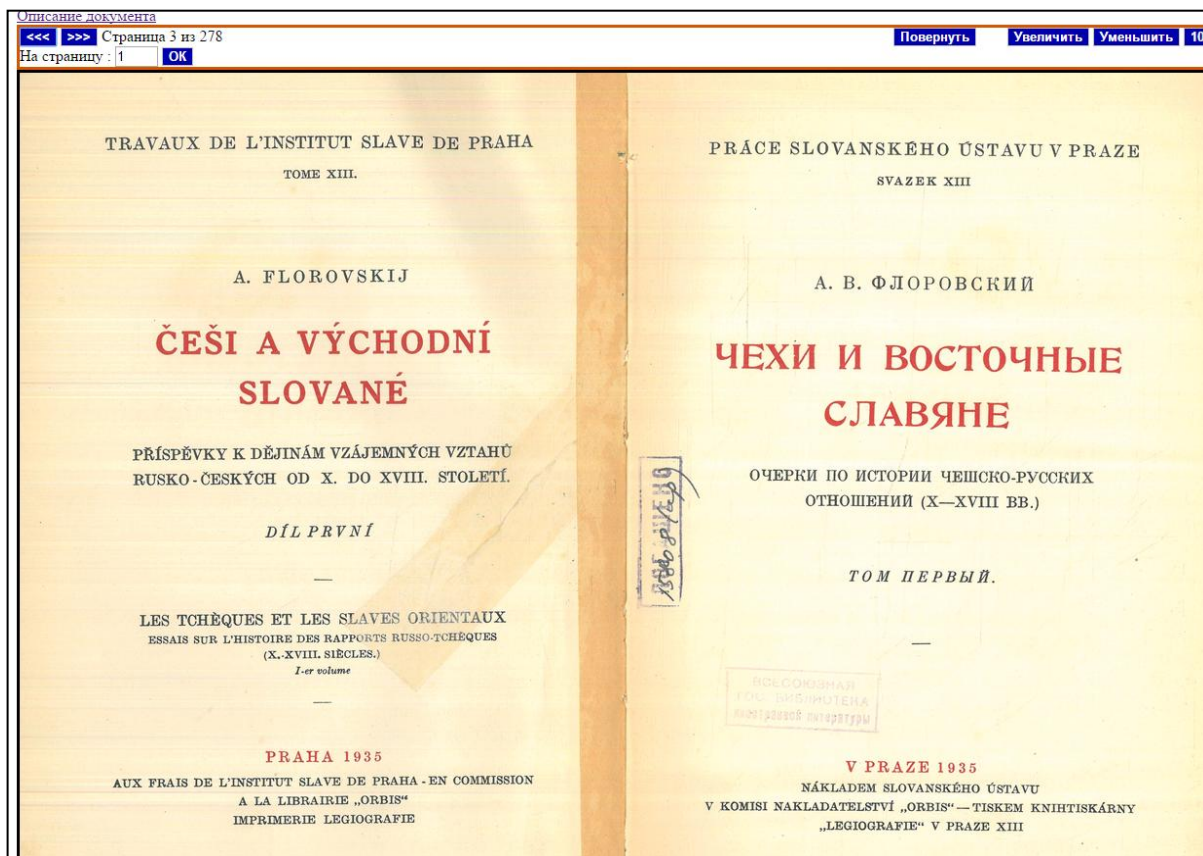 Описание документа
<<< >>> Страница 3 из 278
Повернуть Увеличить Уменьшить 10
На страницу : 1 OK
TRAVAUX DE L'INSTITUT SLAVE DE PRAHA
TOME XIII.
A. FLOROVSKIJ
ČEŠI A VÝCHODNÍ
SLOVANÉ
PŘÍSPĚVKY K DĚJINÁM VZÁJEMNÝCH VZTAHŮ
RUSKO-ČESKÝCH OD X. DO XVIII. STOLETÍ.
DÍL PRVNÍ
LES TCHÈQUES ET LES SLAVES ORIENTAUX
ESSAIS SUR L'HISTOIRE DES RAPPORTS RUSSO-TCHÈQUES
(X.-XVIII. SIÈCLES.)
I-er volume
PRAHA 1935
AUX FRAIS DE L'INSTITUT SLAVE DE PRAHA - EN COMMISSION
A LA LIBRAIRIE „ORBIS“
IMPRIMERIE LEGIOGRAFIE
PRÁCE SLOVANSKÉHO ÚSTAVU V PRAZE
SVAZEK XIII
А. В. ФЛОРОВСКИЙ
ЧЕХИ И ВОСТОЧНЫЕ
СЛАВЯНЕ
ОЧЕРКИ ПО ИСТОРИИ ЧЕШСКО-РУССКИХ
ОТНОШЕНИЙ (X—XVIII ВВ.)
ТОМ ПЕРВЫЙ.
ВСЕСОЮЗНАЯ
ГОС. БИБЛИОТЕКА
иностранной литературы
V PRAZE 1935
NÁKLADEM SLOVANSKÉHO ÚSTAVU
V KOMISI NAKLADATELSTVÍ „ORBIS“ — TISKEM KNIHTISKÁRNY
„LEGIOGRAFIE“ V PRAZE XIII